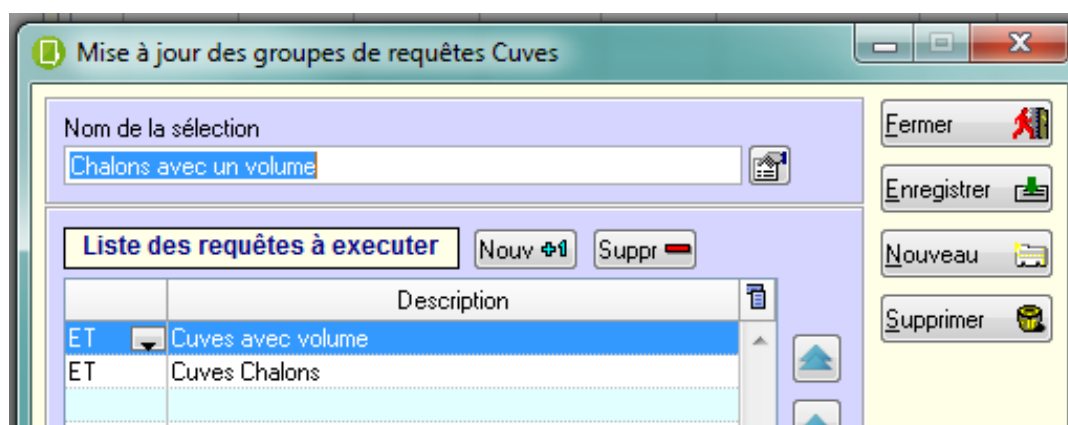 Mise à jour des groupes de requêtes Cuves
Nom de la sélection
Chalons avec un volume
Fermer
Enregistrer
Nouveau
Supprimer
Liste des requêtes à executer
Nouv
Suppr
Description
ET Cuves avec volume
ET Cuves Chalons